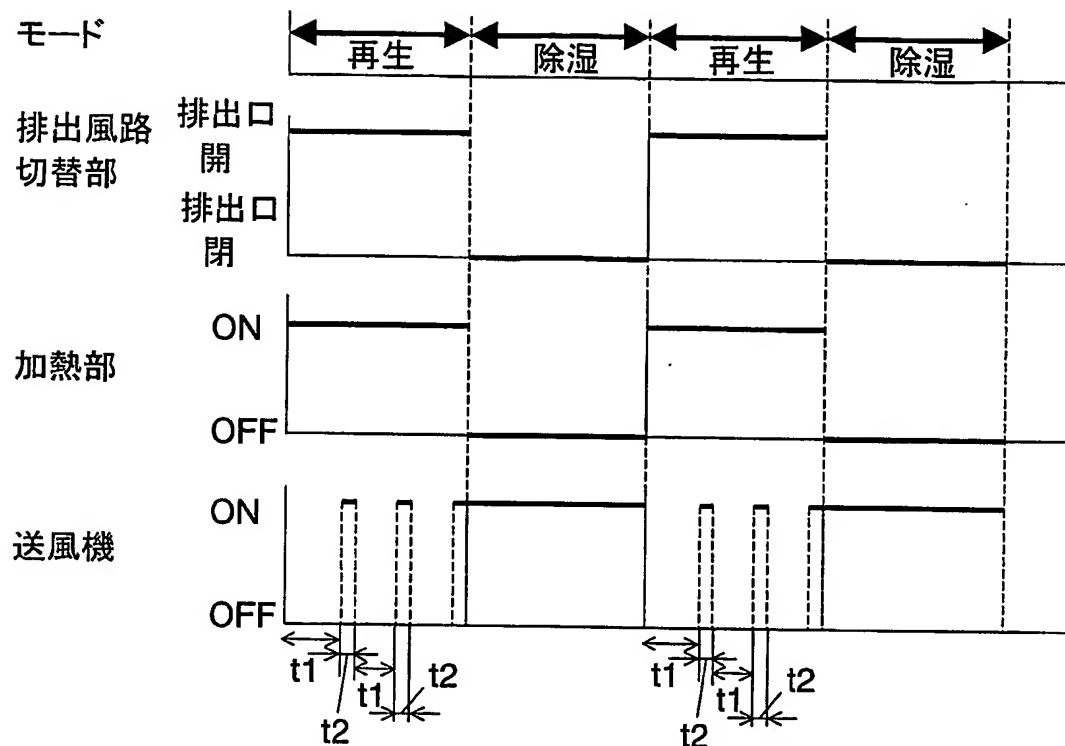 モード
再生
除湿
再生
除湿
排出風路
切替部
排出口
開
排出口
閉
加熱部
ON
OFF
送風機
ON
OFF
t1
t2
t1
t2
t1
t2
t1
t2